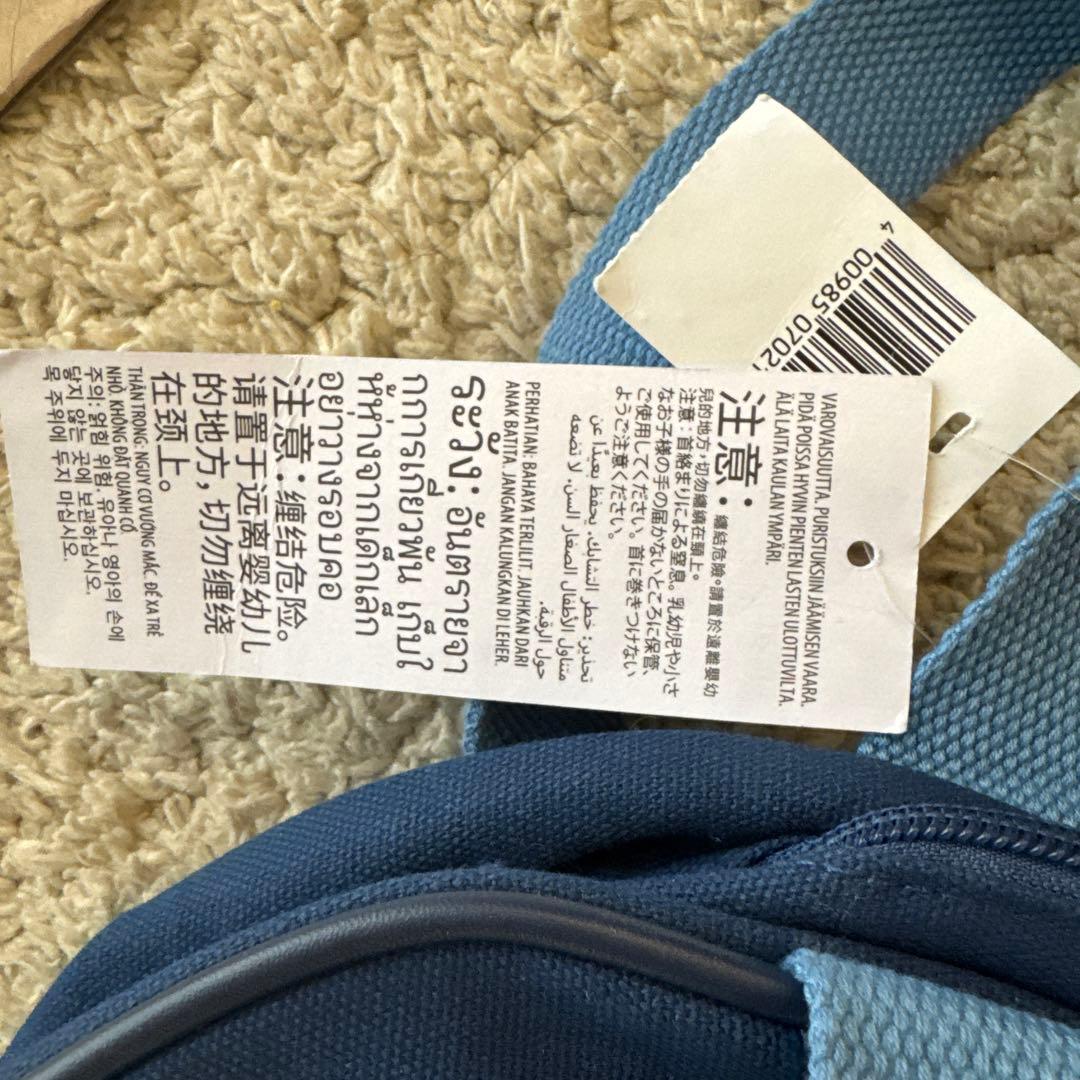 VAROVAISUUTTA. PURISTUKSIIN JÄÄMISEN VAARA.
PIDÄ POISSA HYVIN PIENTEN LASTEN ULOTTUVILTA.
ÄLÄ LAITA KAULAN YMPÄRI.
注意：纏結危險。請置於遠離嬰幼
兒的地方，切勿纏繞在頸上。
注意：首絡まりによる窒息。乳幼児や小さ
なお子様の手の届かないところに保管、
ご使用してください。首に巻きつけない
ようご注意ください。
تحذير: خطر التشابك. يحفظ بعيدًا عن
متناول الأطفال الصغار السن. لا تضعه
حول الرقبة.
PERHATIAN: BAHAYA TERLILIT. JAUHKAN DARI
ANAK BATITA. JANGAN KALUNGKAN DI LEHER.
ระวัง: อันตรายจา
กการเกี่ยวพัน เก็บใ
ห้ห่างจากเด็กเล็ก
อย่าวางรอบคอ
注意：缠结危险。
请置于远离婴幼儿
的地方，切勿缠绕
在颈上。
THẬN TRỌNG: NGUY CƠ VƯỚNG MẮC. ĐỂ XA TRẺ
NHỎ. KHÔNG ĐẶT QUANH CỔ.
주의: 얽힘 위험. 유아나 영아의 손에
닿지 않는 곳에 보관하십시오.
목 주위에 두지 마십시오.
4 00985 0702